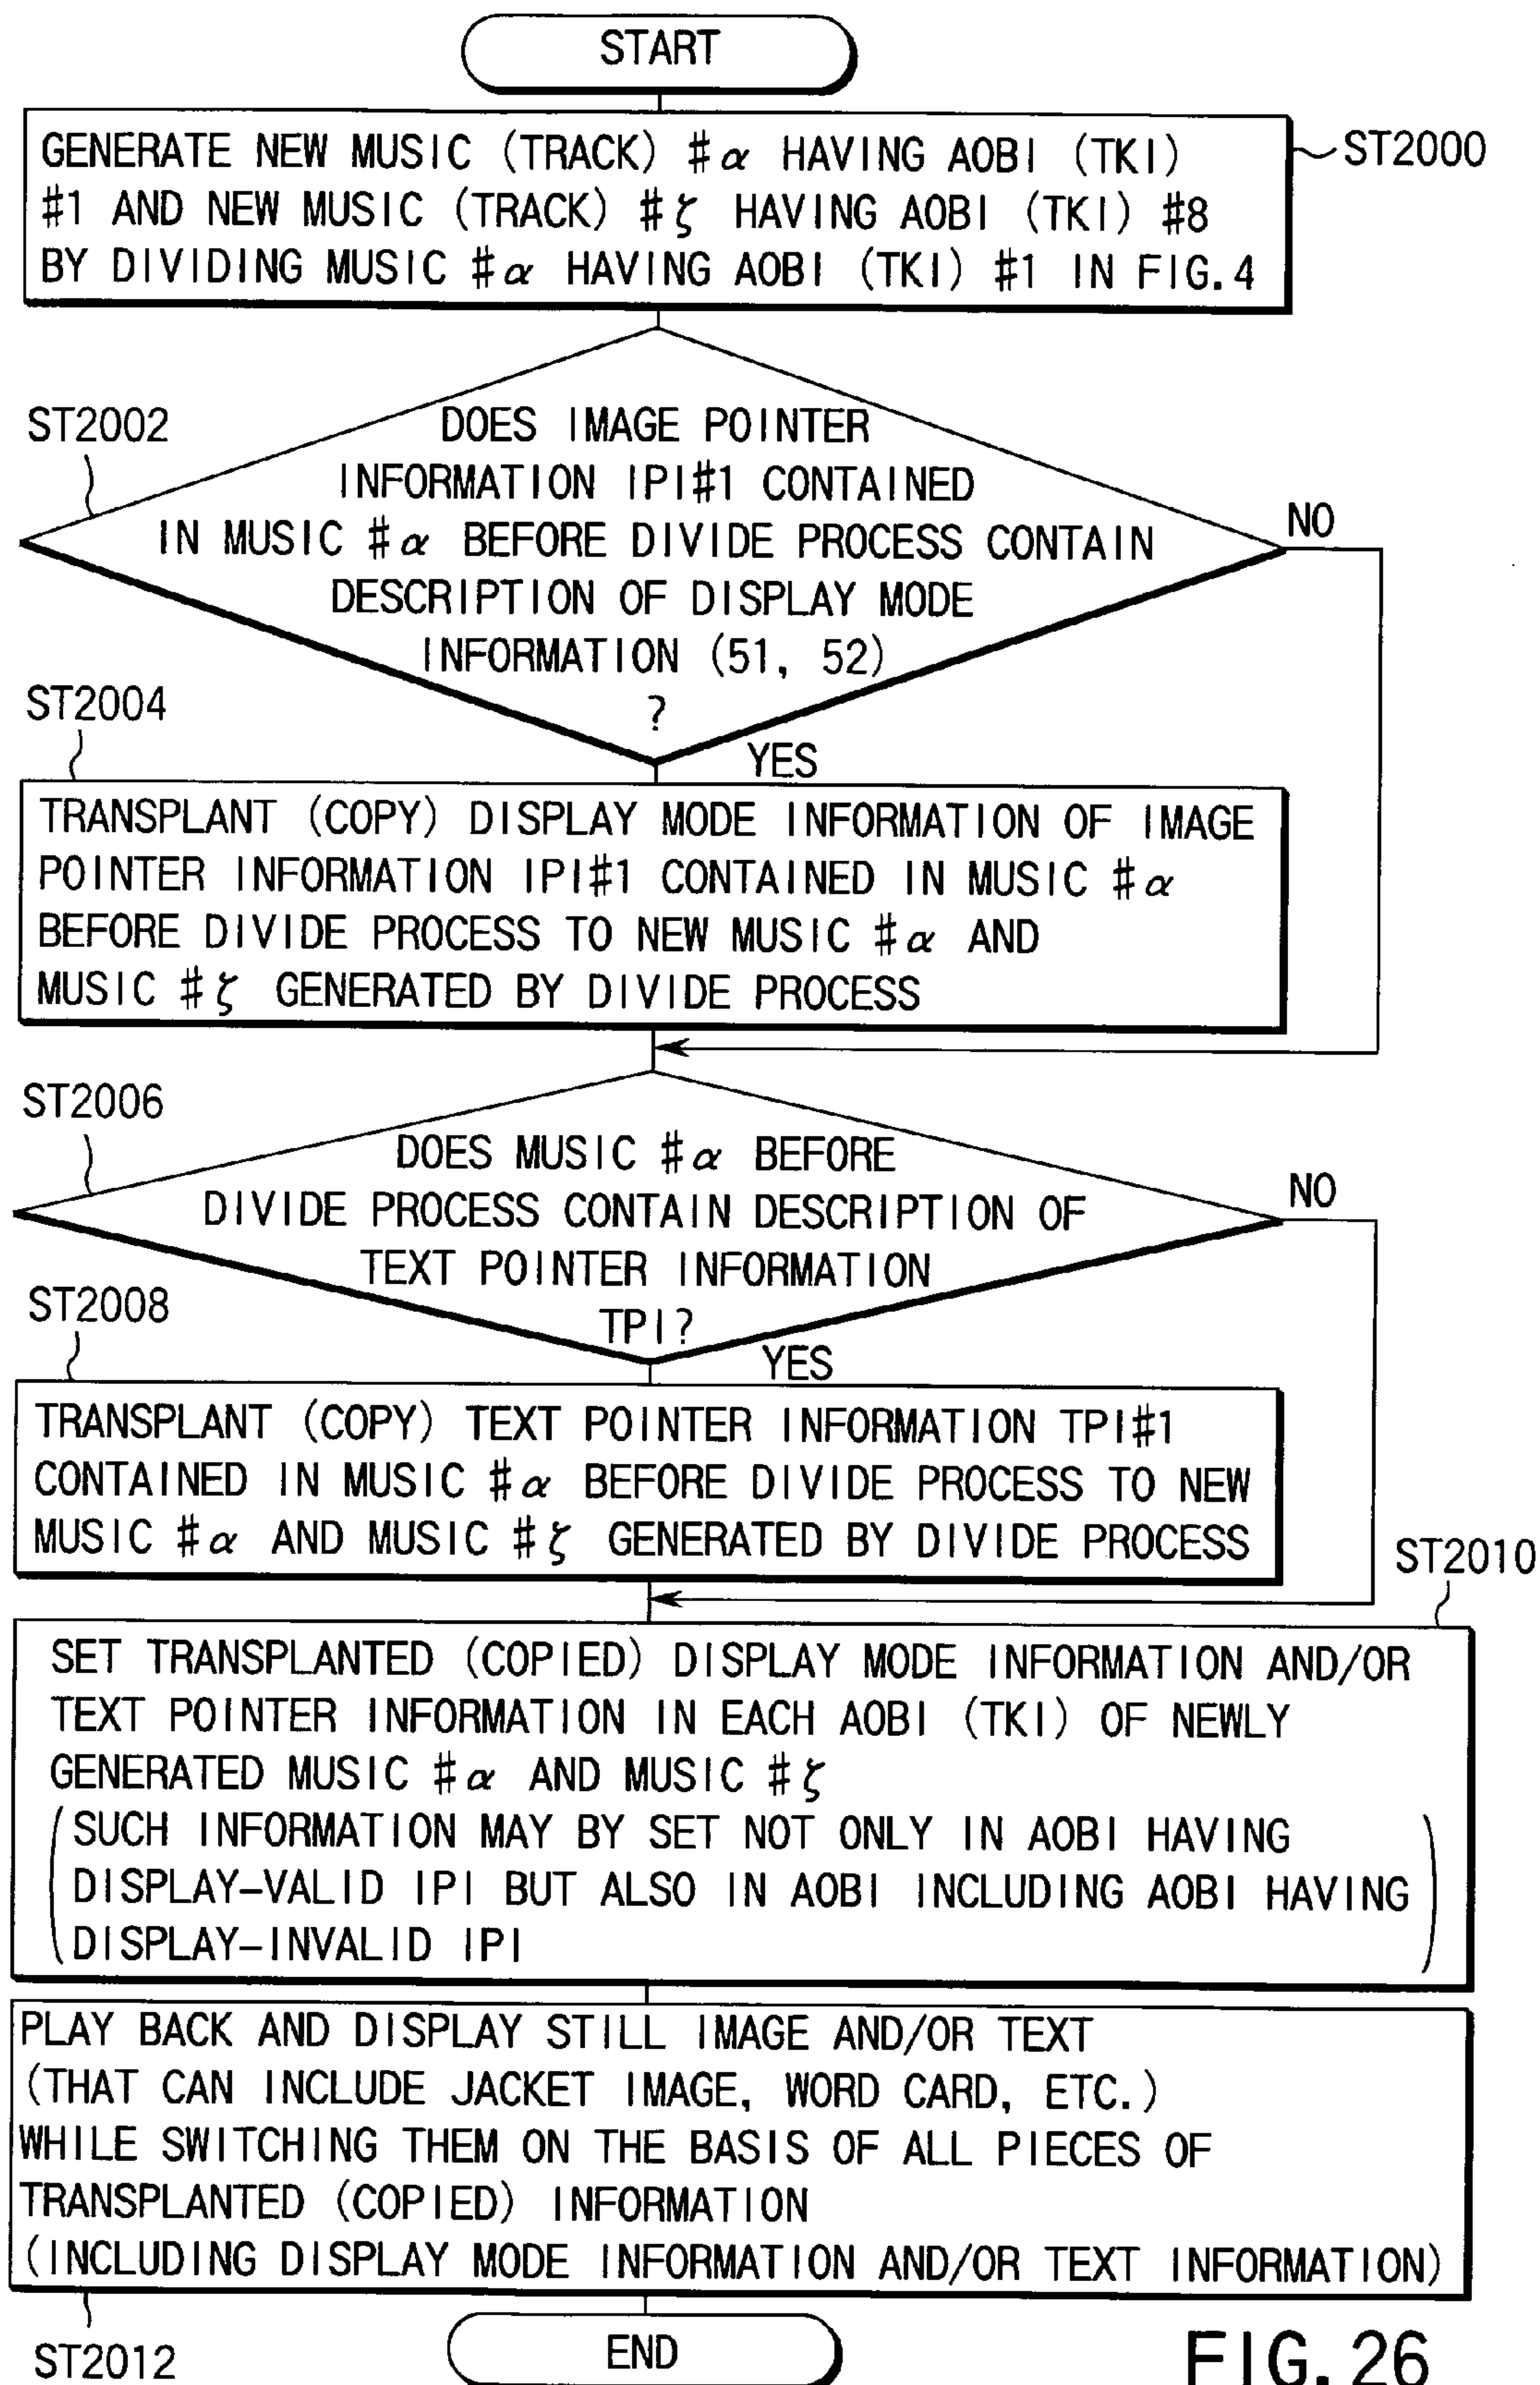 START
GENERATE NEW MUSIC (TRACK) #α HAVING AOBI (TKI)
#1 AND NEW MUSIC (TRACK) #ζ HAVING AOBI (TKI) #8
BY DIVIDING MUSIC #α HAVING AOBI (TKI) #1 IN FIG.4
ST2000
ST2002
DOES IMAGE POINTER
INFORMATION IPI#1 CONTAINED
IN MUSIC #α BEFORE DIVIDE PROCESS CONTAIN
DESCRIPTION OF DISPLAY MODE
INFORMATION (51, 52)
?
NO
YES
ST2004
TRANSPLANT (COPY) DISPLAY MODE INFORMATION OF IMAGE
POINTER INFORMATION IPI#1 CONTAINED IN MUSIC #α
BEFORE DIVIDE PROCESS TO NEW MUSIC #α AND
MUSIC #ζ GENERATED BY DIVIDE PROCESS
ST2006
DOES MUSIC #α BEFORE
DIVIDE PROCESS CONTAIN DESCRIPTION OF
TEXT POINTER INFORMATION
TPI?
NO
YES
ST2008
TRANSPLANT (COPY) TEXT POINTER INFORMATION TPI#1
CONTAINED IN MUSIC #α BEFORE DIVIDE PROCESS TO NEW
MUSIC #α AND MUSIC #ζ GENERATED BY DIVIDE PROCESS
ST2010
SET TRANSPLANTED (COPIED) DISPLAY MODE INFORMATION AND/OR
TEXT POINTER INFORMATION IN EACH AOBI (TKI) OF NEWLY
GENERATED MUSIC #α AND MUSIC #ζ
(SUCH INFORMATION MAY BY SET NOT ONLY IN AOBI HAVING
DISPLAY-VALID IPI BUT ALSO IN AOBI INCLUDING AOBI HAVING
DISPLAY-INVALID IPI)
PLAY BACK AND DISPLAY STILL IMAGE AND/OR TEXT
(THAT CAN INCLUDE JACKET IMAGE, WORD CARD, ETC.)
WHILE SWITCHING THEM ON THE BASIS OF ALL PIECES OF
TRANSPLANTED (COPIED) INFORMATION
(INCLUDING DISPLAY MODE INFORMATION AND/OR TEXT INFORMATION)
ST2012
END
FIG. 26